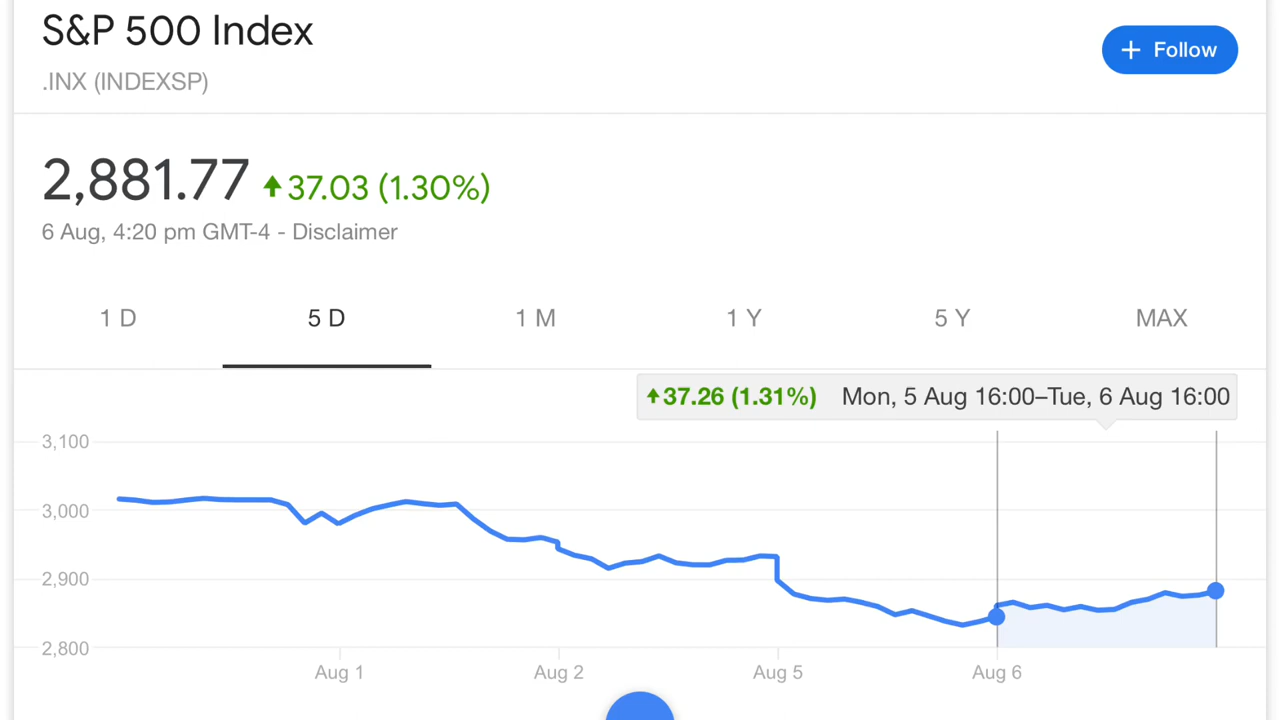 S&P 500 Index
.INX (INDEXSP)
+ Follow
2,881.77 ↑37.03 (1.30%)
6 Aug, 4:20 pm GMT-4 - Disclaimer
1 D 5 D 1 M 1 Y 5 Y MAX
↑37.26 (1.31%) Mon, 5 Aug 16:00–Tue, 6 Aug 16:00
3,100
3,000
2,900
2,800
Aug 1 Aug 2 Aug 5 Aug 6